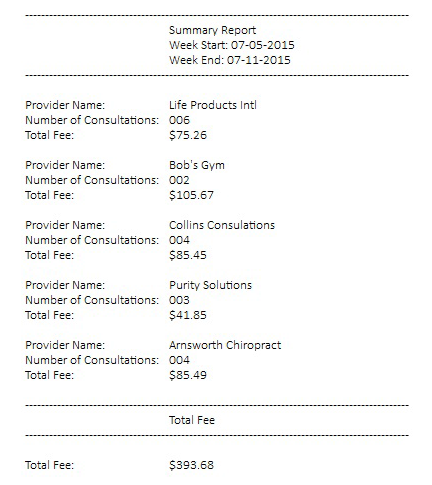 Summary Report
Week Start: 07-05-2015
Week End: 07-11-2015
Provider Name: Life Products Intl
Number of Consultations: 006
Total Fee: $75.26
Provider Name: Bob's Gym
Number of Consultations: 002
Total Fee: $105.67
Provider Name: Collins Consulations
Number of Consultations: 004
Total Fee: $85.45
Provider Name: Purity Solutions
Number of Consultations: 003
Total Fee: $41.85
Provider Name: Arnsworth Chiropract
Number of Consultations: 004
Total Fee: $85.49
Total Fee
Total Fee: $393.68